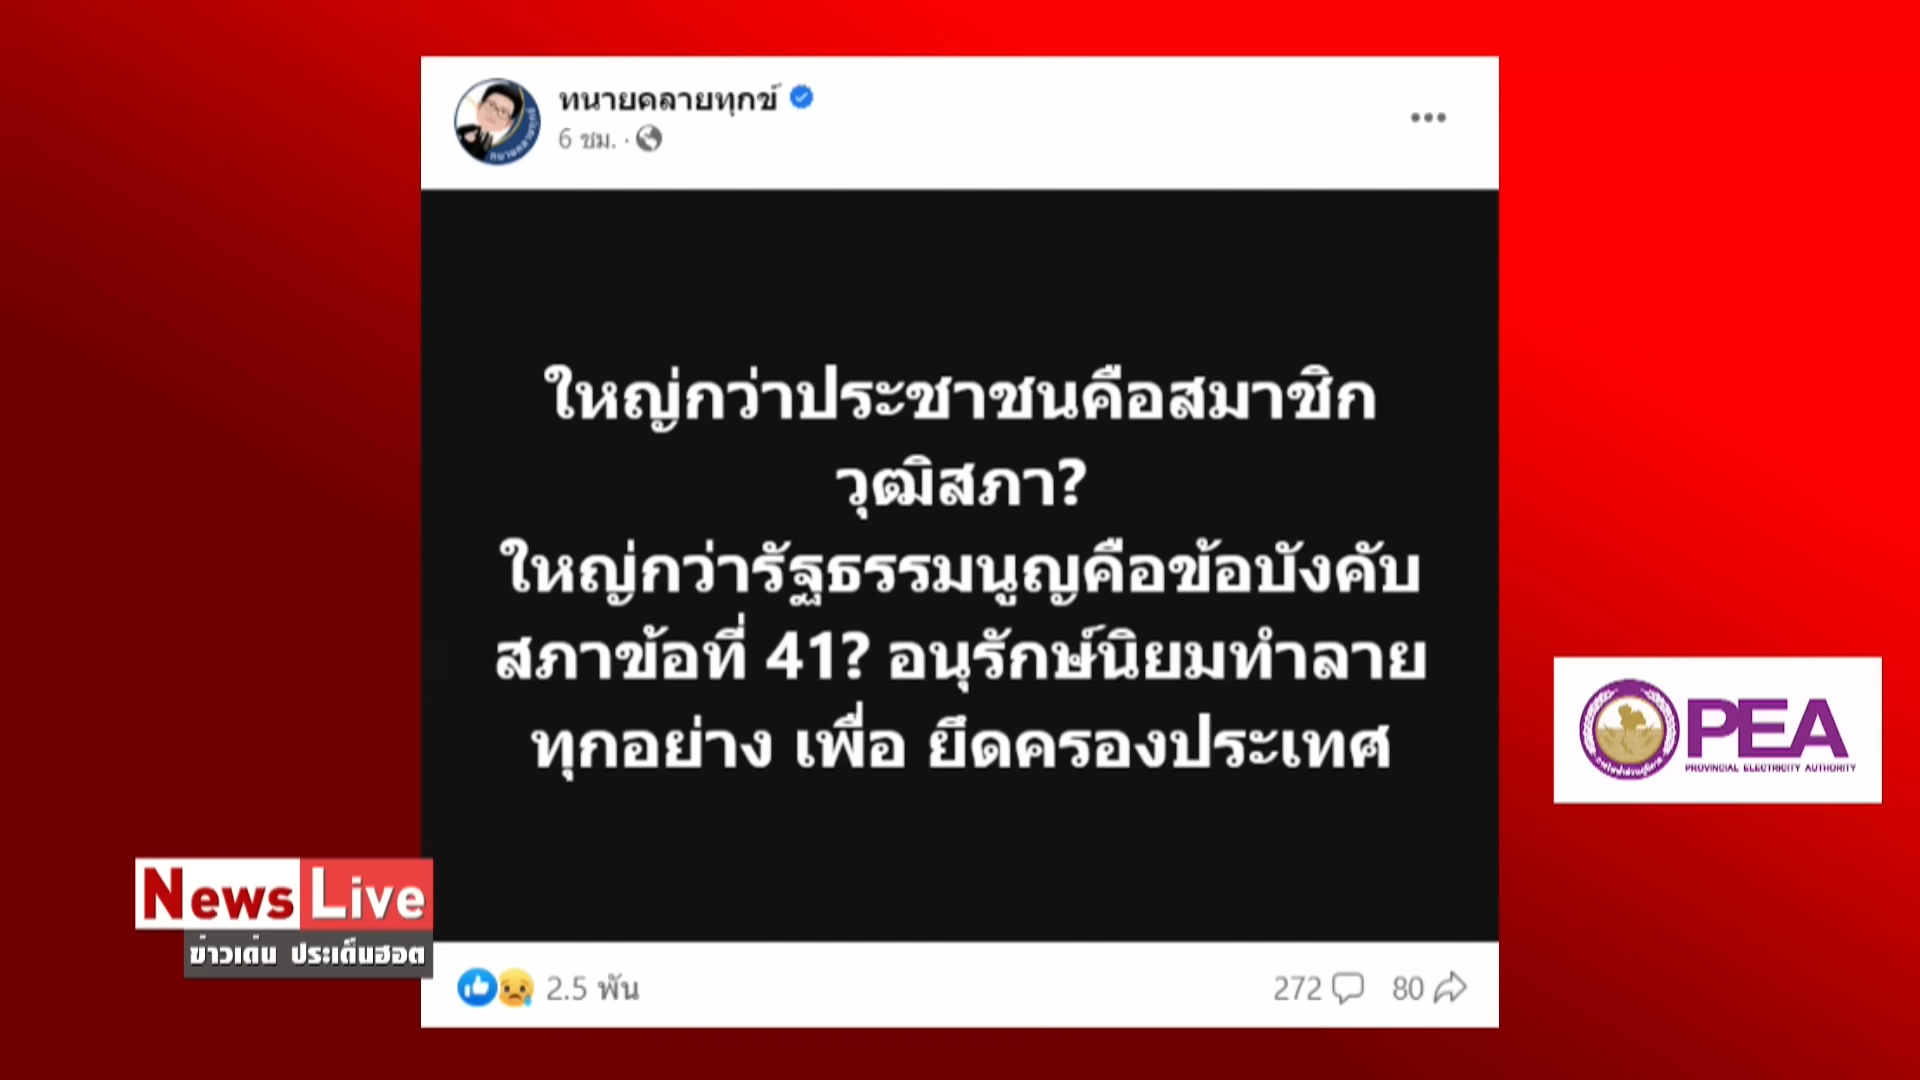 ทนายคลายทุกข์
6 ชม. ·
ใหญ่กว่าประชาชนคือสมาชิก
วุฒิสภา?
ใหญ่กว่ารัฐธรรมนูญคือข้อบังคับ
สภาข้อที่ 41? อนุรักษ์นิยมทำลาย
ทุกอย่าง เพื่อ ยึดครองประเทศ
PEA
PROVINCIAL ELECTRICITY AUTHORITY
News Live
ข่าวเด่น ประเด็นฮอต
2.5 พัน
272
80